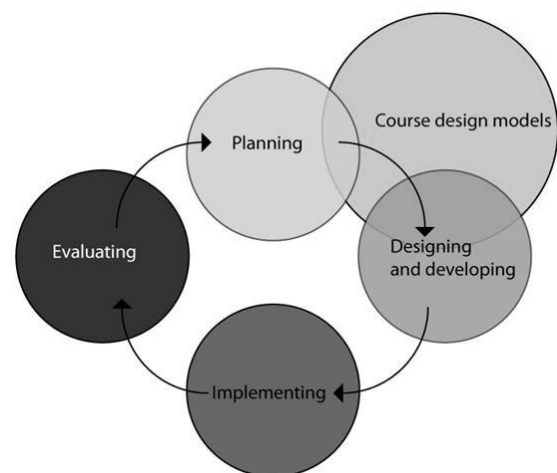 Course design models
Planning
Evaluating
Designing
and developing
Implementing